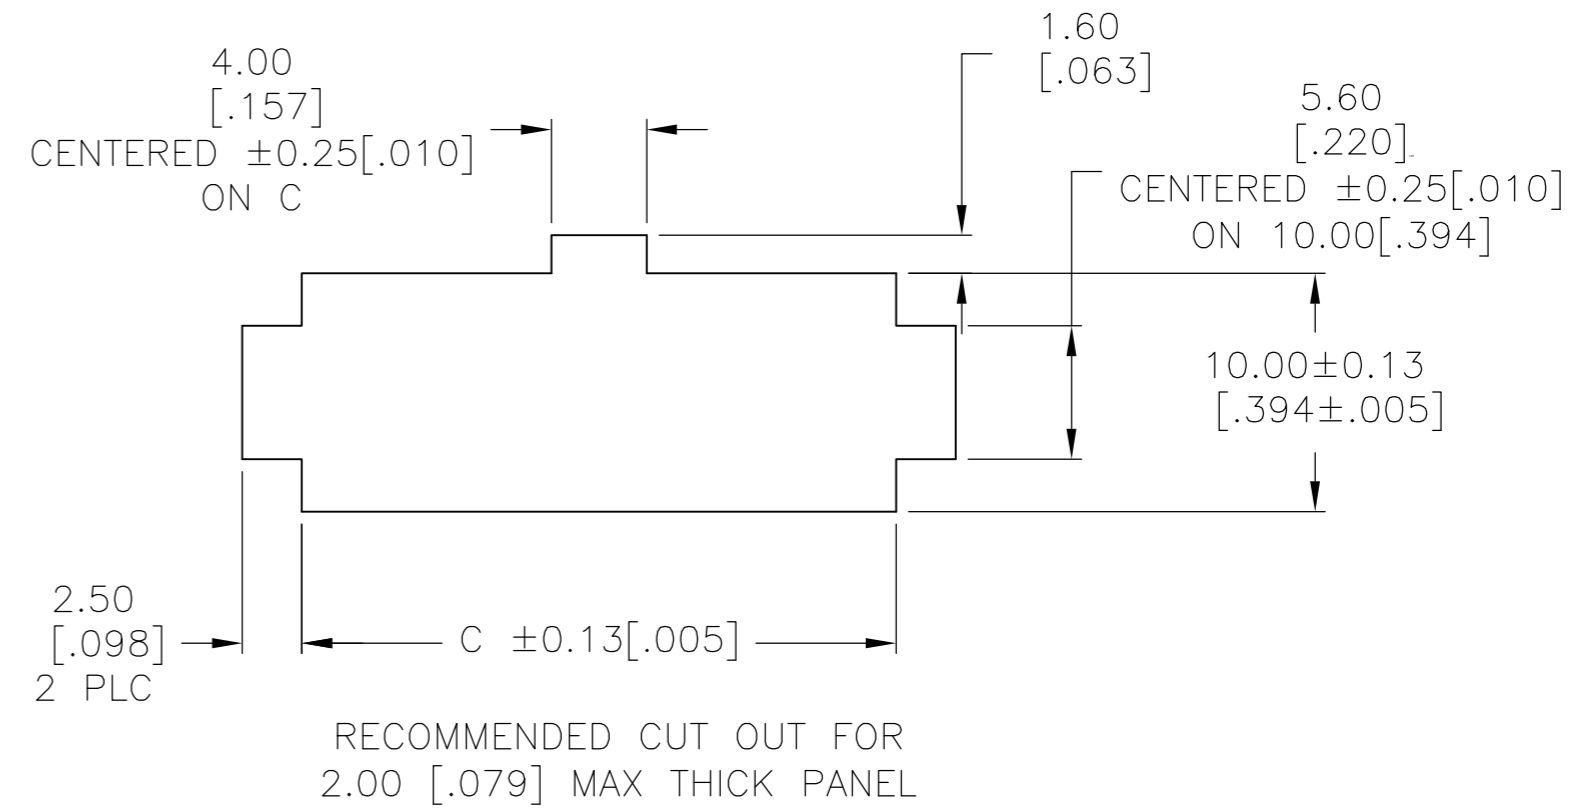 4.00
[.157]
CENTERED ±0.25[.010]
ON C
1.60
[.063]
5.60
[.220]
CENTERED ±0.25[.010]
ON 10.00[.394]
10.00±0.13
[.394±.005]
2.50
[.098]
2 PLC
C ±0.13[.005]
RECOMMENDED CUT OUT FOR
2.00 [.079] MAX THICK PANEL